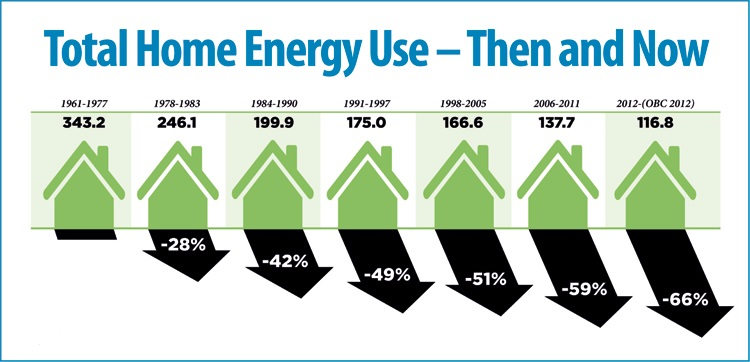 Total Home Energy Use – Then and Now
1961-1977 1978-1983 1984-1990 1991-1997 1998-2005 2006-2011 2012-(OBC 2012)
343.2 246.1 199.9 175.0 166.6 137.7 116.8
-28% -42% -49% -51% -59% -66%